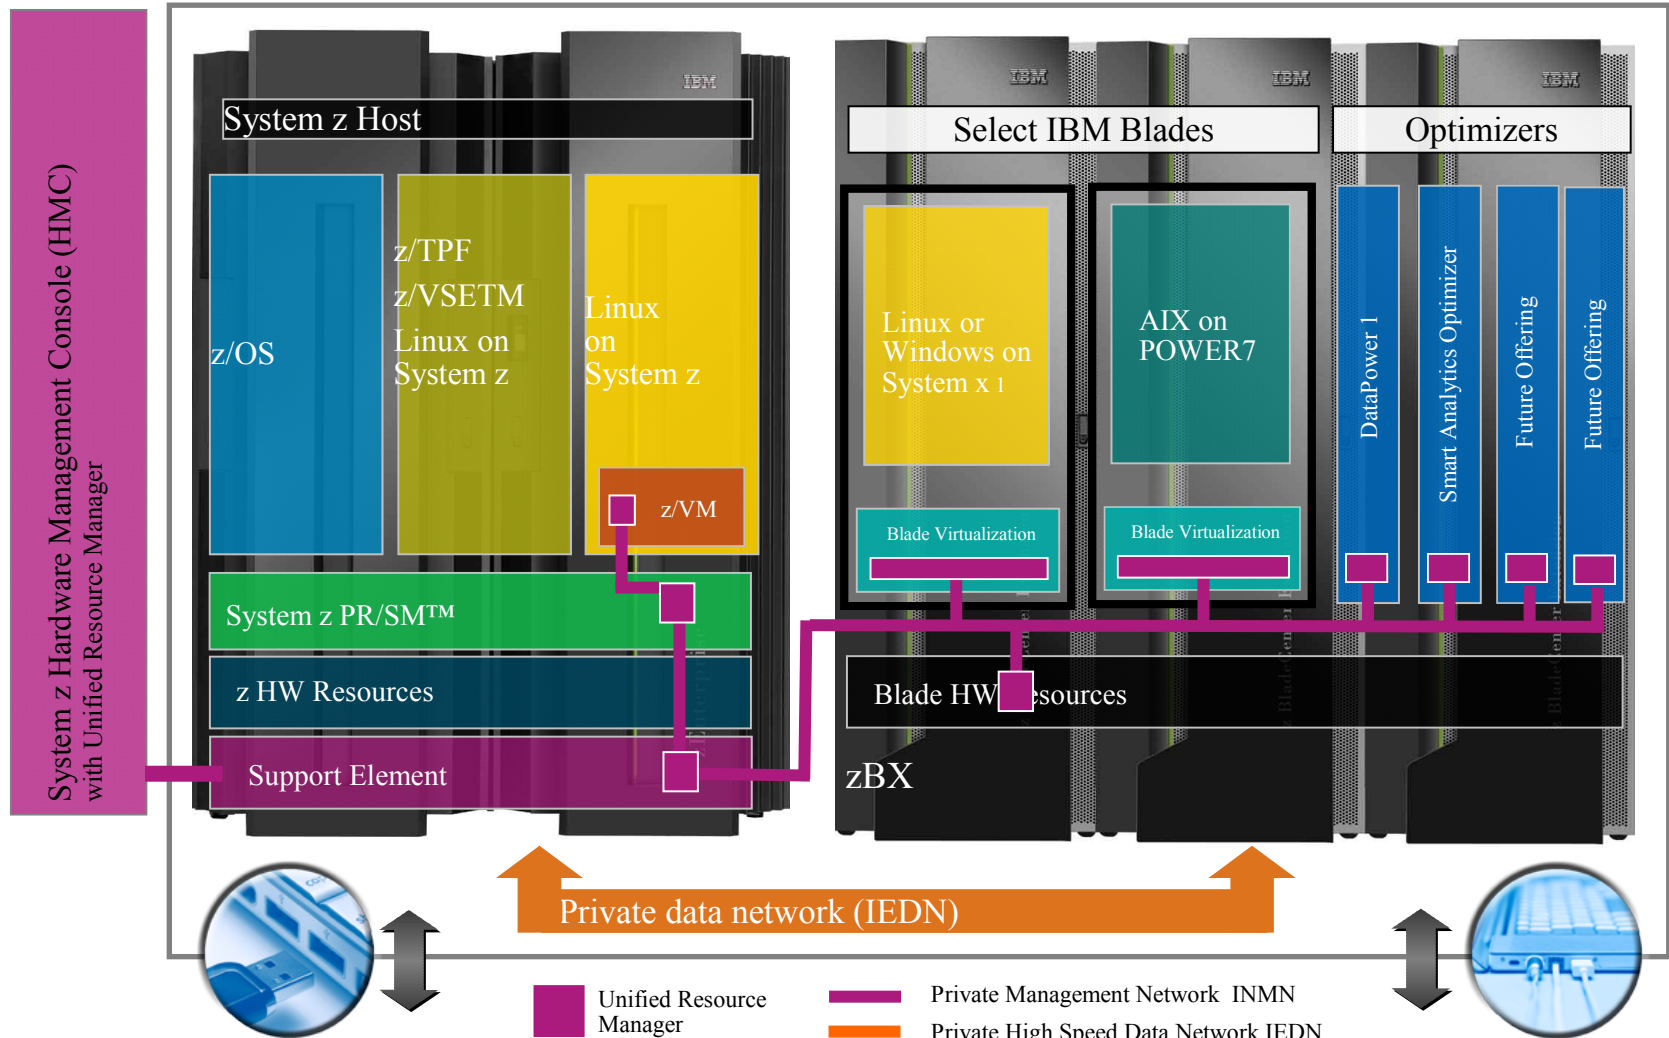 System z Hardware Management Console (HMC)
with Unified Resource Manager
IBM
System z Host
z/OS
z/TPF
z/VSETM
Linux on
System z
Linux
on
System z
z/VM
System z PR/SM™
z HW Resources
Support Element
IBM
IBM
IBM
Select IBM Blades
Optimizers
Linux or
Windows on
System x 1
AIX on
POWER7
Blade Virtualization
Blade Virtualization
DataPower 1
Smart Analytics Optimizer
Future Offering
Future Offering
Blade HW esources
zBX
Private data network (IEDN)
Unified Resource
Manager
Private Management Network INMN
Private High Speed Data Network IEDN